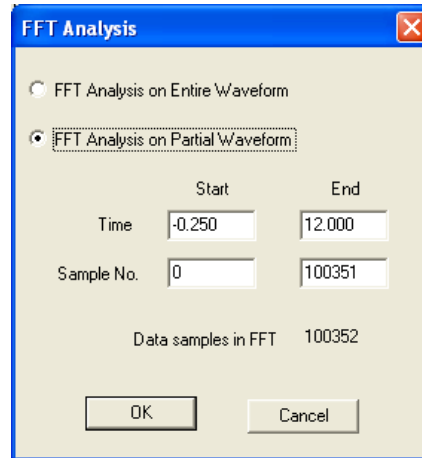 FFT Analysis
FFT Analysis on Entire Waveform
FFT Analysis on Partial Waveform
Start End
Time -0.250 12.000
Sample No. 0 100351
Data samples in FFT 100352
OK Cancel